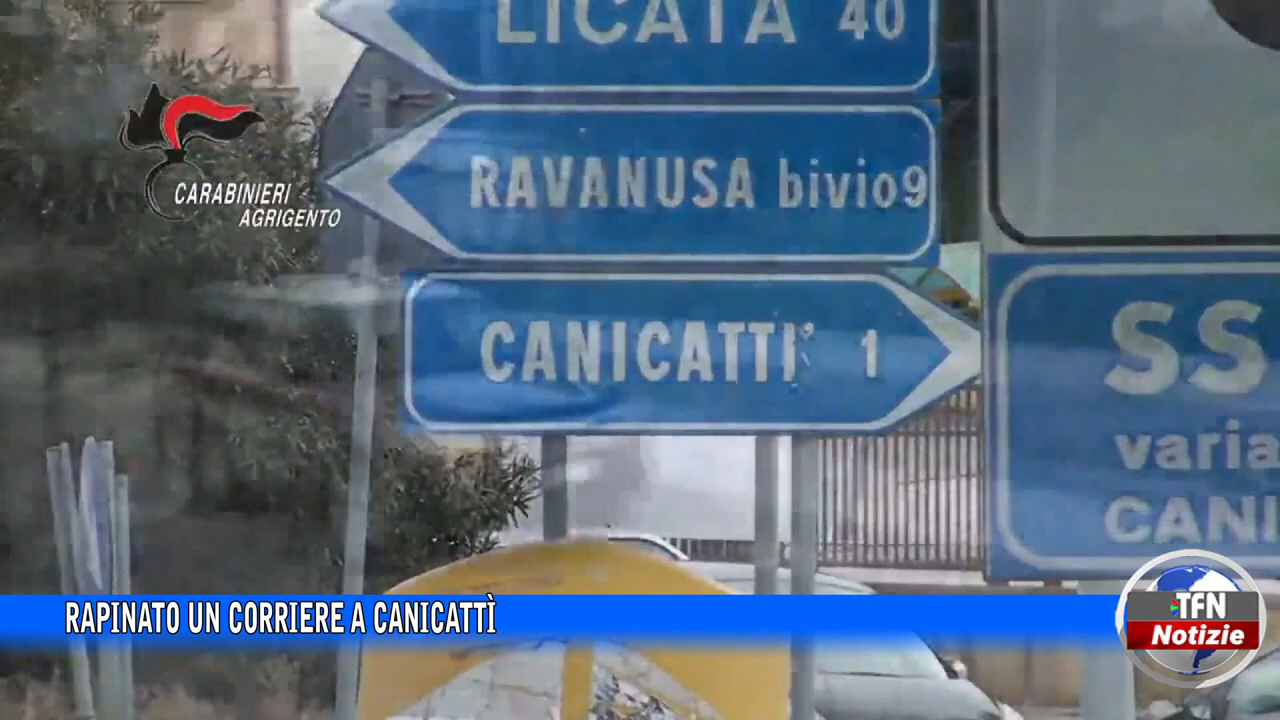 LICATA 40
RAVANUSA bivio9
CARABINIERI
AGRIGENTO
CANICATTI' 1
SS
varia
CANI
RAPINATO UN CORRIERE A CANICATTÌ
TFN
Notizie